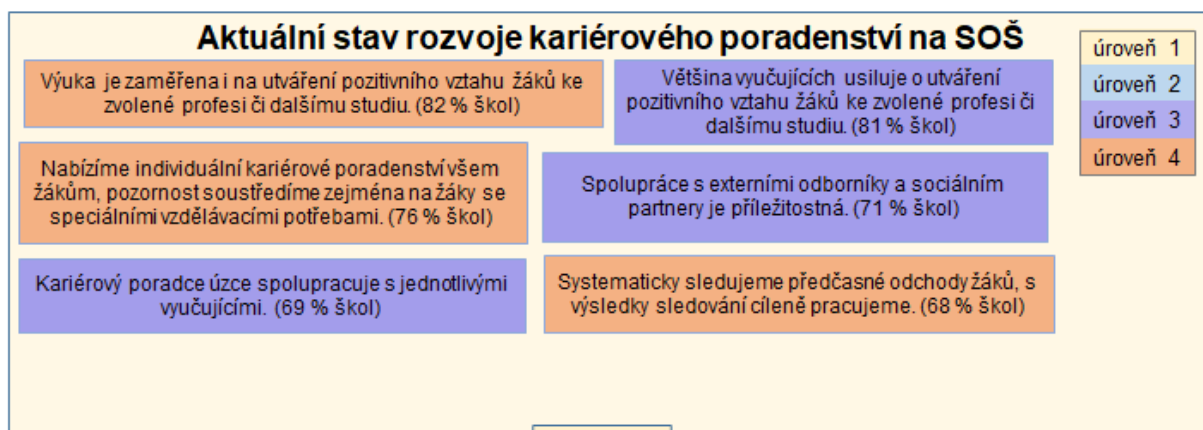 Aktuální stav rozvoje kariérového poradenství na SOŠ
úroveň 1
úroveň 2
úroveň 3
úroveň 4
Výuka je zaměřena i na utváření pozitivního vztahu žáků ke
zvolené profesi či dalšímu studiu. (82 % škol)
Většina vyučujících usiluje o utváření
pozitivního vztahu žáků ke zvolené profesi či
dalšímu studiu. (81 % škol)
Nabízíme individuální kariérové poradenství všem
žákům, pozornost soustředíme zejména na žáky se
speciálními vzdělávacími potřebami. (76 % škol)
Spolupráce s externími odborníky a sociálním
partnery je příležitostná. (71 % škol)
Kariérový poradce úzce spolupracuje s jednotlivými
vyučujícími. (69 % škol)
Systematicky sledujeme předčasné odchody žáků, s
výsledky sledování cíleně pracujeme. (68 % škol)